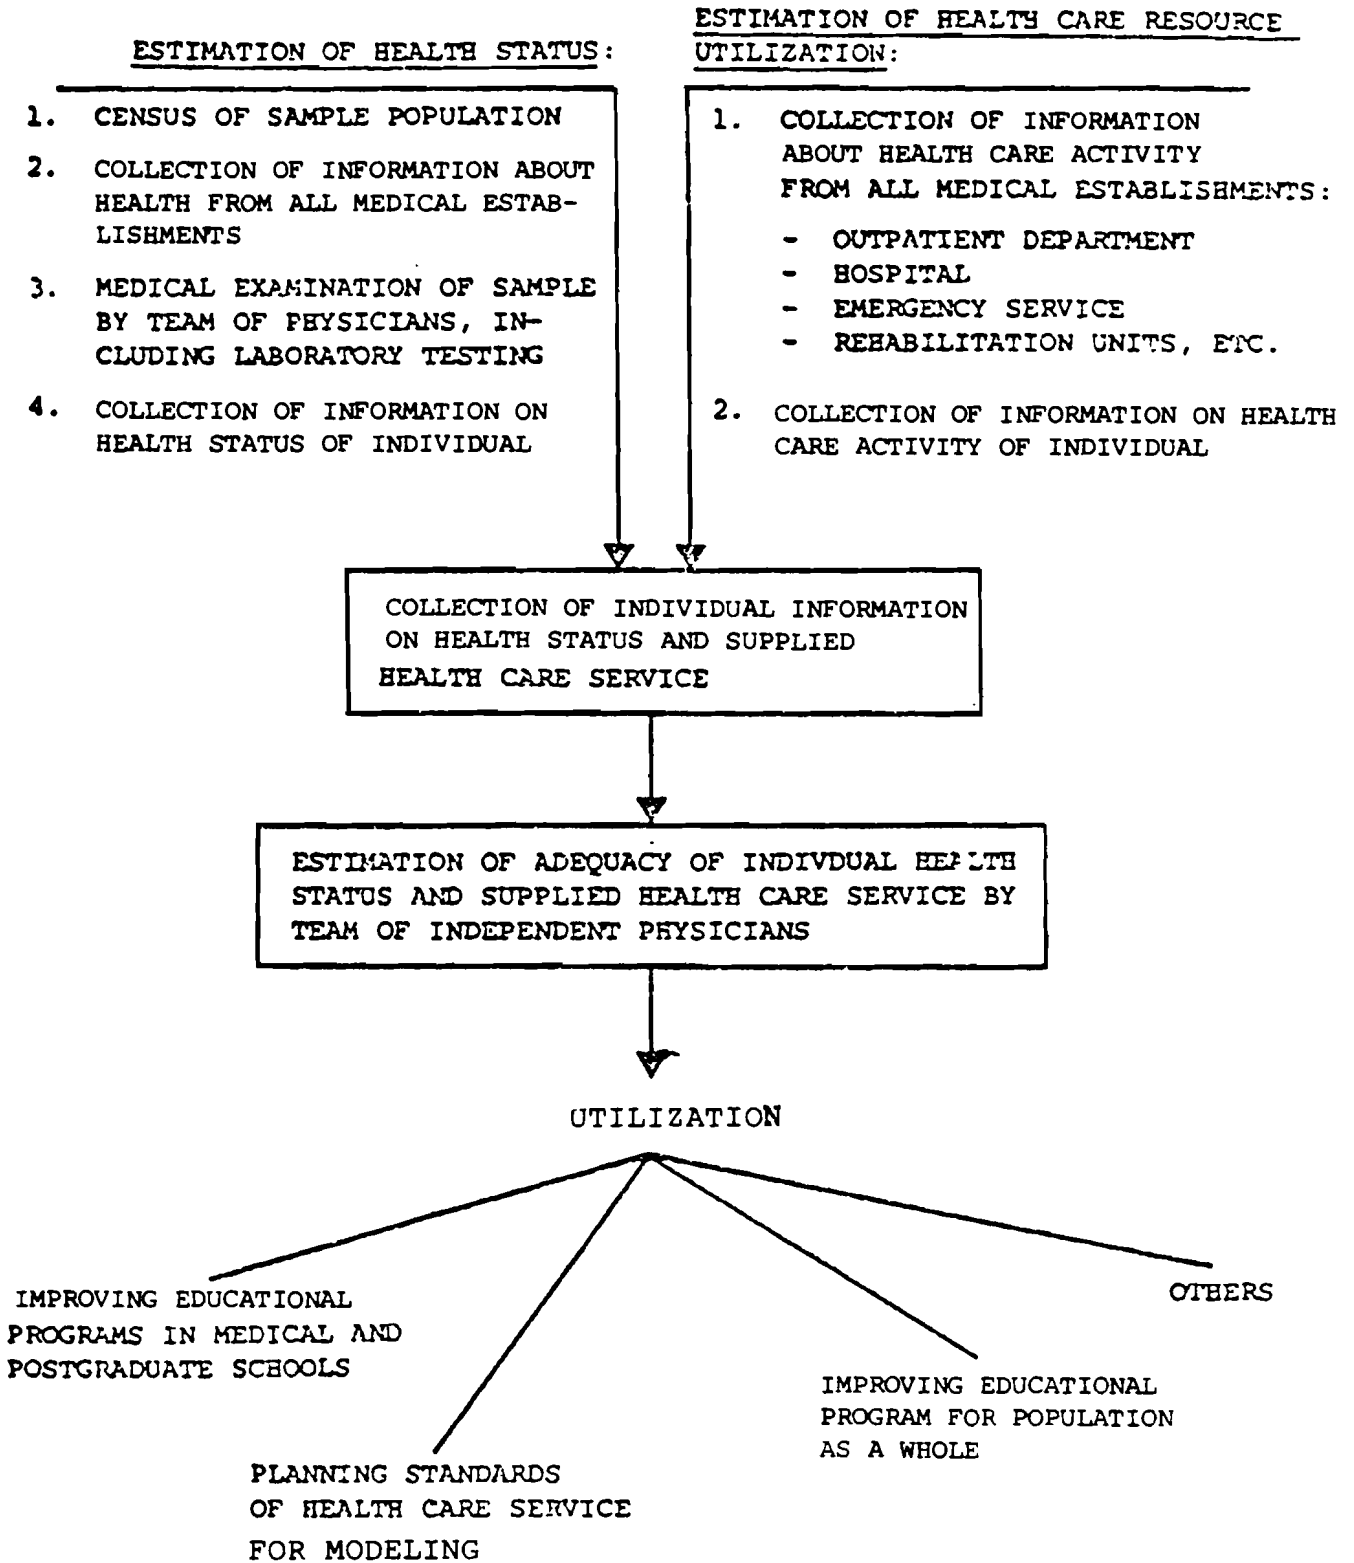 ESTIMATION OF HEALTH STATUS:
1. CENSUS OF SAMPLE POPULATION
2. COLLECTION OF INFORMATION ABOUT
HEALTH FROM ALL MEDICAL ESTAB-
LISHMENTS
3. MEDICAL EXAMINATION OF SAMPLE
BY TEAM OF PHYSICIANS, IN-
CLUDING LABORATORY TESTING
4. COLLECTION OF INFORMATION ON
HEALTH STATUS OF INDIVIDUAL
ESTIMATION OF HEALTH CARE RESOURCE
UTILIZATION:
1. COLLECTION OF INFORMATION
ABOUT HEALTH CARE ACTIVITY
FROM ALL MEDICAL ESTABLISHMENTS:
- OUTPATIENT DEPARTMENT
- HOSPITAL
- EMERGENCY SERVICE
- REHABILITATION UNITS, ETC.
2. COLLECTION OF INFORMATION ON HEALTH
CARE ACTIVITY OF INDIVIDUAL
COLLECTION OF INDIVIDUAL INFORMATION
ON HEALTH STATUS AND SUPPLIED
HEALTH CARE SERVICE
ESTIMATION OF ADEQUACY OF INDIVDUAL HEALTH
STATUS AND SUPPLIED HEALTH CARE SERVICE BY
TEAM OF INDEPENDENT PHYSICIANS
UTILIZATION
IMPROVING EDUCATIONAL
PROGRAMS IN MEDICAL AND
POSTGRADUATE SCHOOLS
PLANNING STANDARDS
OF HEALTH CARE SERVICE
FOR MODELING
IMPROVING EDUCATIONAL
PROGRAM FOR POPULATION
AS A WHOLE
OTHERS